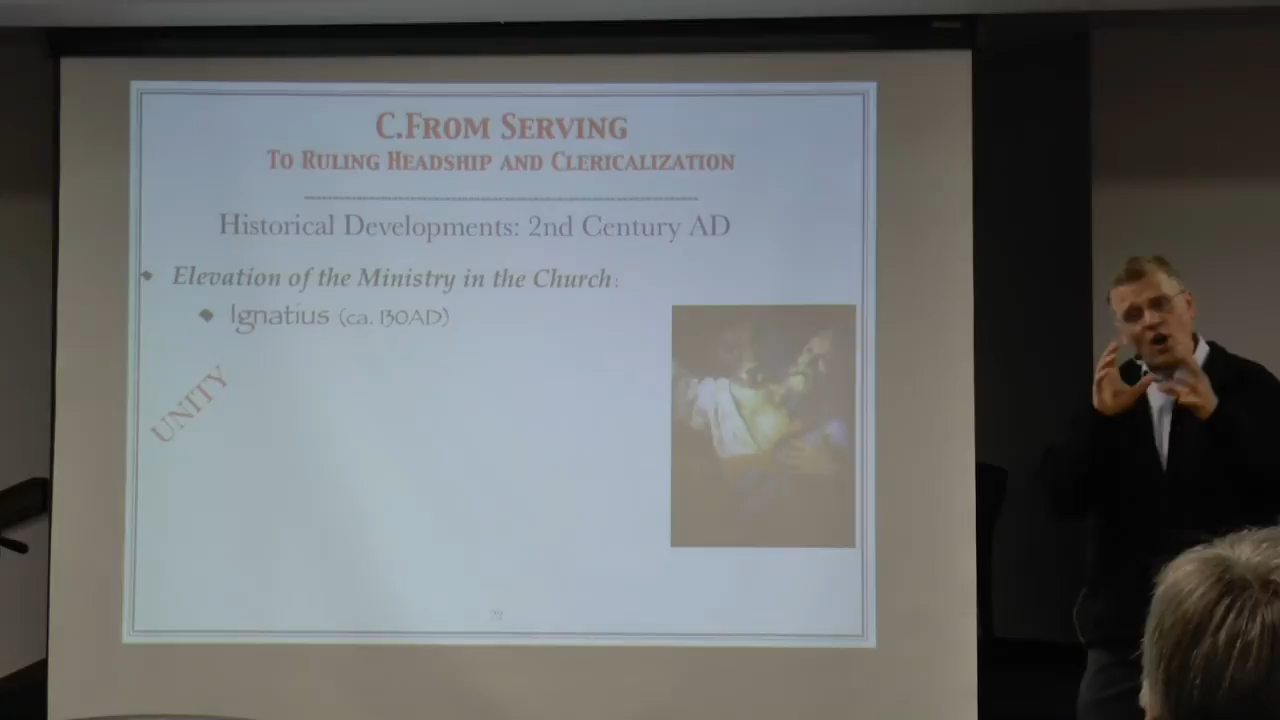 C.From Serving
To Ruling Headship and Clericalization
Historical Developments: 2nd Century AD
Elevation of the Ministry in the Church:
Ignatius (ca. 130AD)
UNITY